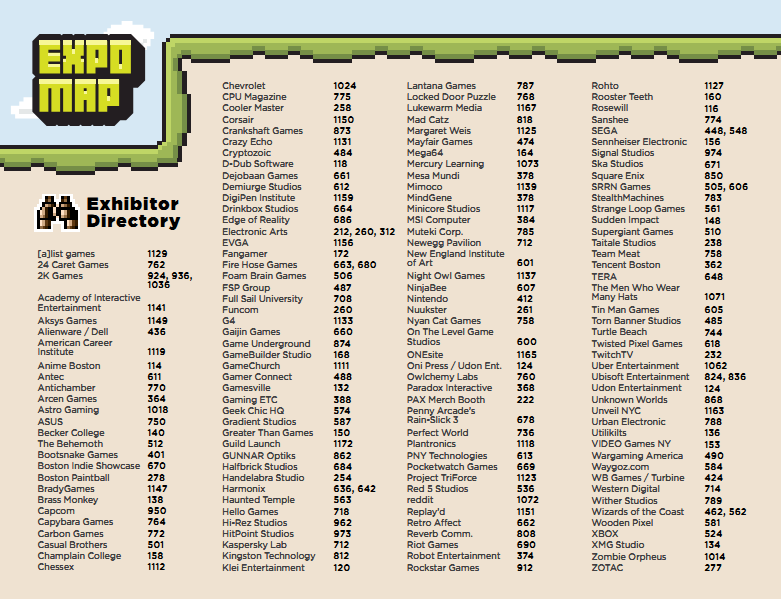 EXPO
MAP
Exhibitor
Directory
[a]list games 1129
24 Caret Games 762
2K Games 924, 936,
1036
Academy of Interactive
Entertainment 1141
Aksys Games 1149
Alienware / Dell 436
American Career
Institute 1119
Anime Boston 114
Antec 611
Antichamber 770
Arcen Games 364
Astro Gaming 1018
ASUS 750
Becker College 140
The Behemoth 512
Bootsnake Games 401
Boston Indie Showcase 670
Boston Paintball 278
BradyGames 1147
Brass Monkey 138
Capcom 950
Capybara Games 764
Carbon Games 772
Casual Brothers 501
Champlain College 158
Chessex 1112
Chevrolet 1024
CPU Magazine 775
Cooler Master 258
Corsair 1150
Crankshaft Games 873
Crazy Echo 1131
Cryptozoic 484
D-Dub Software 118
Dejobaan Games 661
Demiurge Studios 612
DigiPen Institute 1159
Drinkbox Studios 664
Edge of Reality 686
Electronic Arts 212, 260, 312
EVGA 1156
Fangamer 172
Fire Hose Games 663, 680
Foam Brain Games 506
FSP Group 487
Full Sail University 708
Funcom 260
G4 1133
Gaijin Games 660
Game Underground 874
GameBuilder Studio 168
GameChurch 1111
Gamer Connect 488
Gamesville 132
Gaming ETC 388
Geek Chic HQ 574
Gradient Studios 587
Greater Than Games 150
Guild Launch 1172
GUNNAR Optiks 862
Halfbrick Studios 684
Handelabra Studio 254
Harmonix 636, 642
Haunted Temple 563
Hello Games 718
Hi-Rez Studios 962
HitPoint Studios 973
Kaspersky Lab 712
Kingston Technology 812
Klei Entertainment 120
Lantana Games 787
Locked Door Puzzle 768
Lukewarm Media 1167
Mad Catz 818
Margaret Weis 1125
Mayfair Games 474
Mega64 164
Mercury Learning 1073
Mesa Mundi 378
Mimoco 1139
MindGene 378
Minicore Studios 1117
MSI Computer 384
Muteki Corp. 785
Newegg Pavilion 712
New England Institute
of Art 601
Night Owl Games 1137
NinjaBee 607
Nintendo 412
Nuukster 261
Nyan Cat Games 758
On The Level Game
Studios 600
ONEsite 1165
Oni Press / Udon Ent. 124
Owlchemy Labs 760
Paradox Interactive 368
PAX Merch Booth 222
Penny Arcade's
Rain-Slick 3 678
Perfect World 736
Plantronics 1118
PNY Technologies 613
Pocketwatch Games 669
Project TriForce 1123
Red 5 Studios 536
reddit 1072
Replay'd 1151
Retro Affect 662
Reverb Comm. 808
Riot Games 690
Robot Entertainment 374
Rockstar Games 912
Rohto 1127
Rooster Teeth 160
Rosewill 116
Sanshee 774
SEGA 448, 548
Sennheiser Electronic 156
Signal Studios 974
Ska Studios 671
Square Enix 850
SRRN Games 505, 606
StealthMachines 783
Strange Loop Games 561
Sudden Impact 148
Supergiant Games 510
Taitale Studios 238
Team Meat 758
Tencent Boston 362
TERA 648
The Men Who Wear
Many Hats 1071
Tin Man Games 605
Torn Banner Studios 485
Turtle Beach 744
Twisted Pixel Games 618
TwitchTV 232
Uber Entertainment 1062
Ubisoft Entertainment 824, 836
Udon Entertainment 124
Unknown Worlds 868
Unveil NYC 1163
Urban Electronic 788
Utilikilts 136
VIDEO Games NY 153
Wargaming America 490
Waygoz.com 584
WB Games / Turbine 424
Western Digital 714
Wither Studios 789
Wizards of the Coast 462, 562
Wooden Pixel 581
XBOX 524
XMG Studio 134
Zombie Orpheus 1014
ZOTAC 277